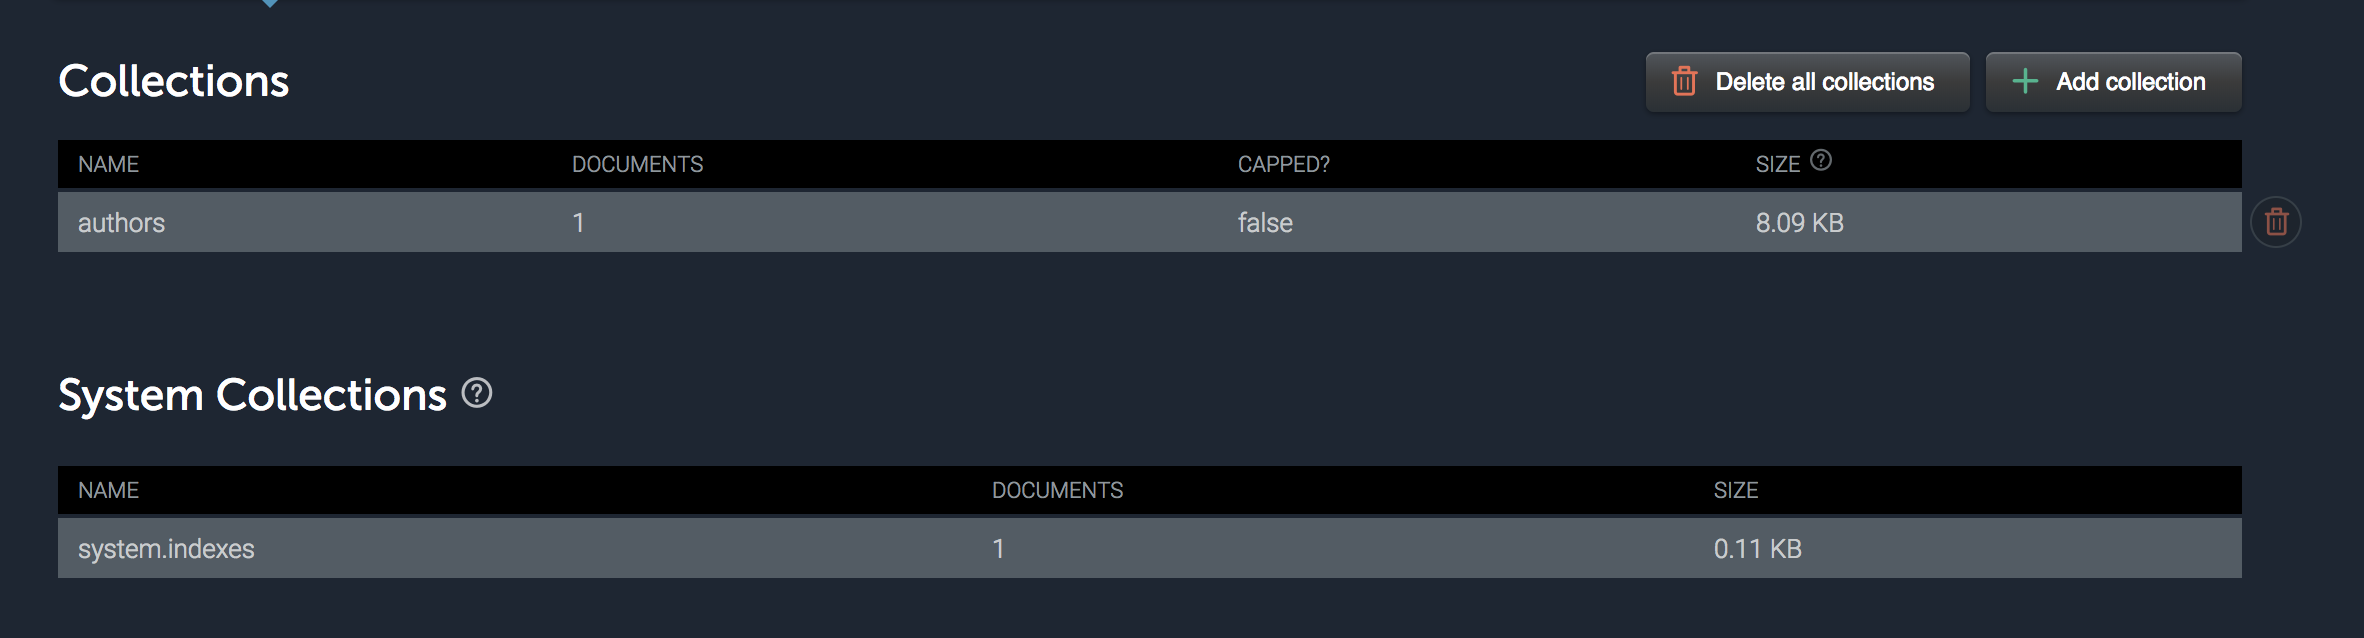 Collections
Delete all collections
Add collection
NAME DOCUMENTS CAPPED? SIZE ?
authors 1 false 8.09 KB
System Collections ?
NAME DOCUMENTS SIZE
system.indexes 1 0.11 KB